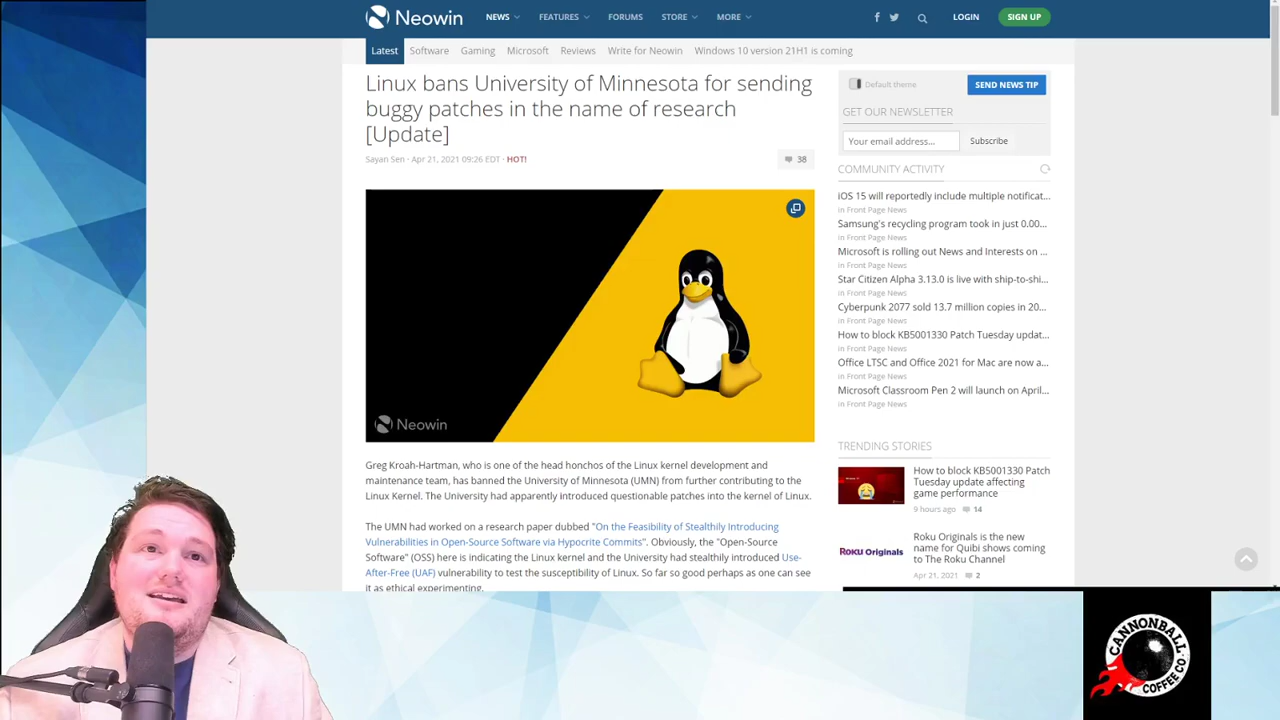 Neowin
NEWS
FEATURES
FORUMS
STORE
MORE
LOGIN
SIGN UP
Latest
Software
Gaming
Microsoft
Reviews
Write for Neowin
Windows 10 version 21H1 is coming
Linux bans University of Minnesota for sending
buggy patches in the name of research
[Update]
Sayan Sen - Apr 21, 2021 09:26 EDT · HOT!
38
Neowin
Greg Kroah-Hartman, who is one of the head honchos of the Linux kernel development and
maintenance team, has banned the University of Minnesota (UMN) from further contributing to the
Linux Kernel. The University had apparently introduced questionable patches into the kernel of Linux.
The UMN had worked on a research paper dubbed "On the Feasibility of Stealthily Introducing
Vulnerabilities in Open-Source Software via Hypocrite Commits". Obviously, the "Open-Source
Software" (OSS) here is indicating the Linux kernel and the University had stealthily introduced Use-
After-Free (UAF) vulnerability to test the susceptibility of Linux. So far so good perhaps as one can see
it as ethical experimenting.
Default theme
SEND NEWS TIP
GET OUR NEWSLETTER
Your email address...
Subscribe
COMMUNITY ACTIVITY
iOS 15 will reportedly include multiple notificat...
in Front Page News
Samsung's recycling program took in just 0.00...
in Front Page News
Microsoft is rolling out News and Interests on ...
in Front Page News
Star Citizen Alpha 3.13.0 is live with ship-to-shi...
in Front Page News
Cyberpunk 2077 sold 13.7 million copies in 20...
in Front Page News
How to block KB5001330 Patch Tuesday updat...
in Front Page News
Office LTSC and Office 2021 for Mac are now a...
in Front Page News
Microsoft Classroom Pen 2 will launch on April...
in Front Page News
TRENDING STORIES
How to block KB5001330 Patch
Tuesday update affecting
game performance
9 hours ago
14
Roku Originals
Roku Originals is the new
name for Quibi shows coming
to The Roku Channel
Apr 21, 2021
2
CANNONBALL
COFFEE CO.